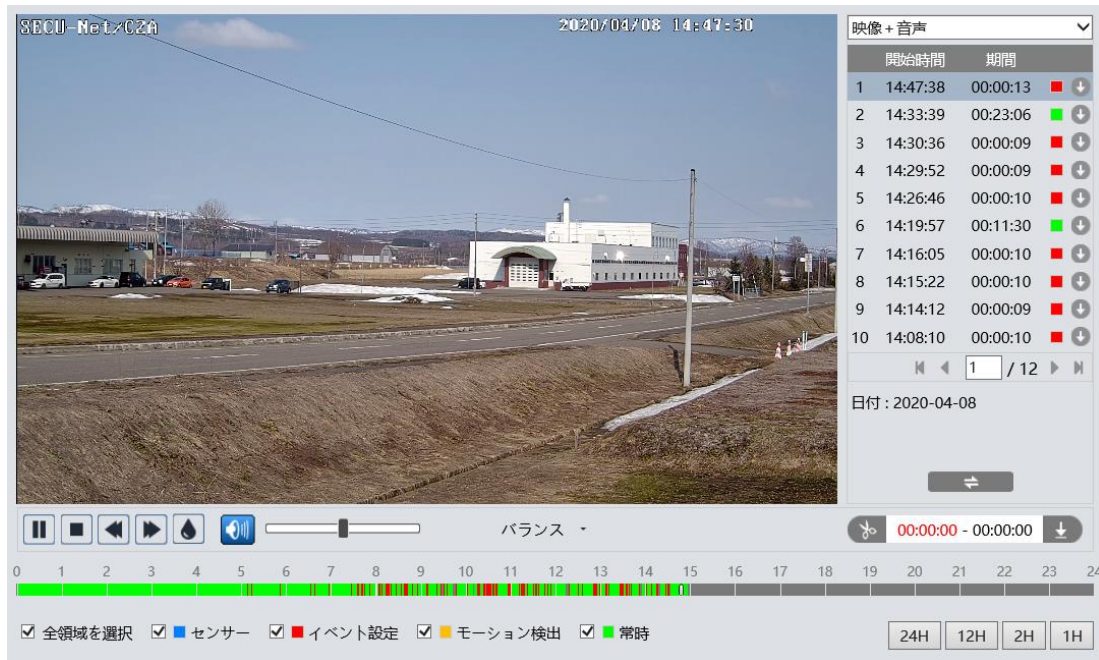 SECU-Net/CZA 2020/04/08 14:47:30
映像+音声
開始時間 期間
1 14:47:38 00:00:13
2 14:33:39 00:23:06
3 14:30:36 00:00:09
4 14:29:52 00:00:09
5 14:26:46 00:00:10
6 14:19:57 00:11:30
7 14:16:05 00:00:10
8 14:15:22 00:00:10
9 14:14:12 00:00:09
10 14:08:10 00:00:10
1 / 12
日付 : 2020-04-08
バランス
00:00:00 - 00:00:00
0 1 2 3 4 5 6 7 8 9 10 11 12 13 14 15 16 17 18 19 20 21 22 23 24
全領域を選択 センサー イベント設定 モーション検出 常時
24H 12H 2H 1H